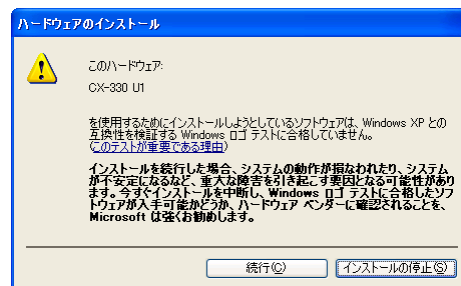 ハードウェアのインストール
このハードウェア:
CX-330 U1
を使用するためにインストールしようとしているソフトウェアは、Windows XP との
互換性を検証する Windows ロゴ テストに合格していません。
(このテストが重要である理由)
インストールを続行した場合、システムの動作が損なわれたり、システム
が不安定になるなど、重大な障害を引き起こす要因となる可能性があり
ます。今すぐインストールを中断し、Windows ロゴ テストに合格したソフ
トウェアが入手可能かどうか、ハードウェア ベンダーに確認されることを、
Microsoft は強くお勧めします。
続行(C) インストールの停止(S)